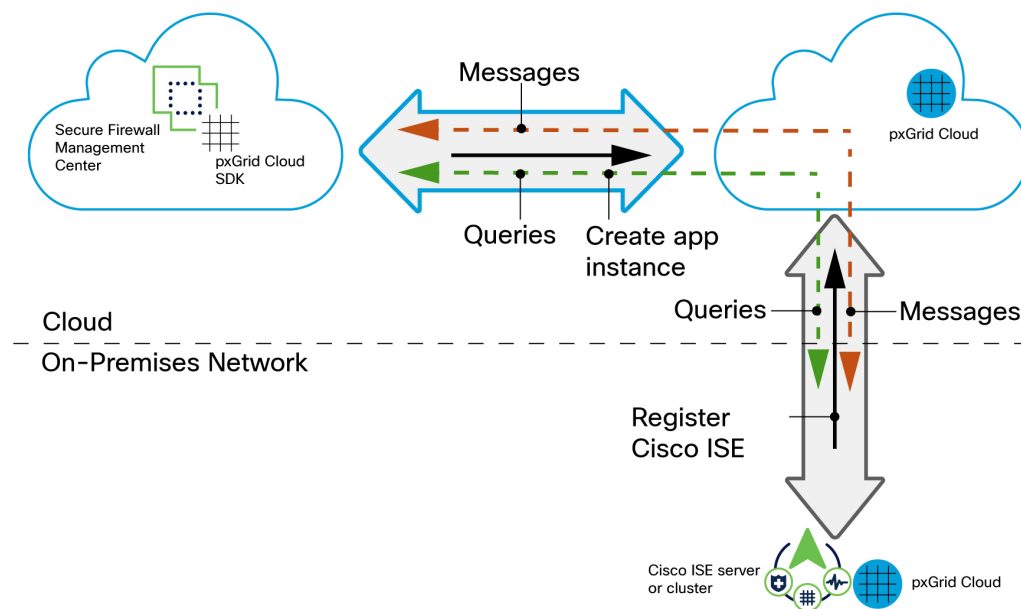 Messages
Secure Firewall
Management
Center
pxGrid Cloud
SDK
pxGrid Cloud
Queries
Create app
instance
Queries
Messages
Cloud
On-Premises Network
Register
Cisco ISE
Cisco ISE server
or cluster
pxGrid Cloud